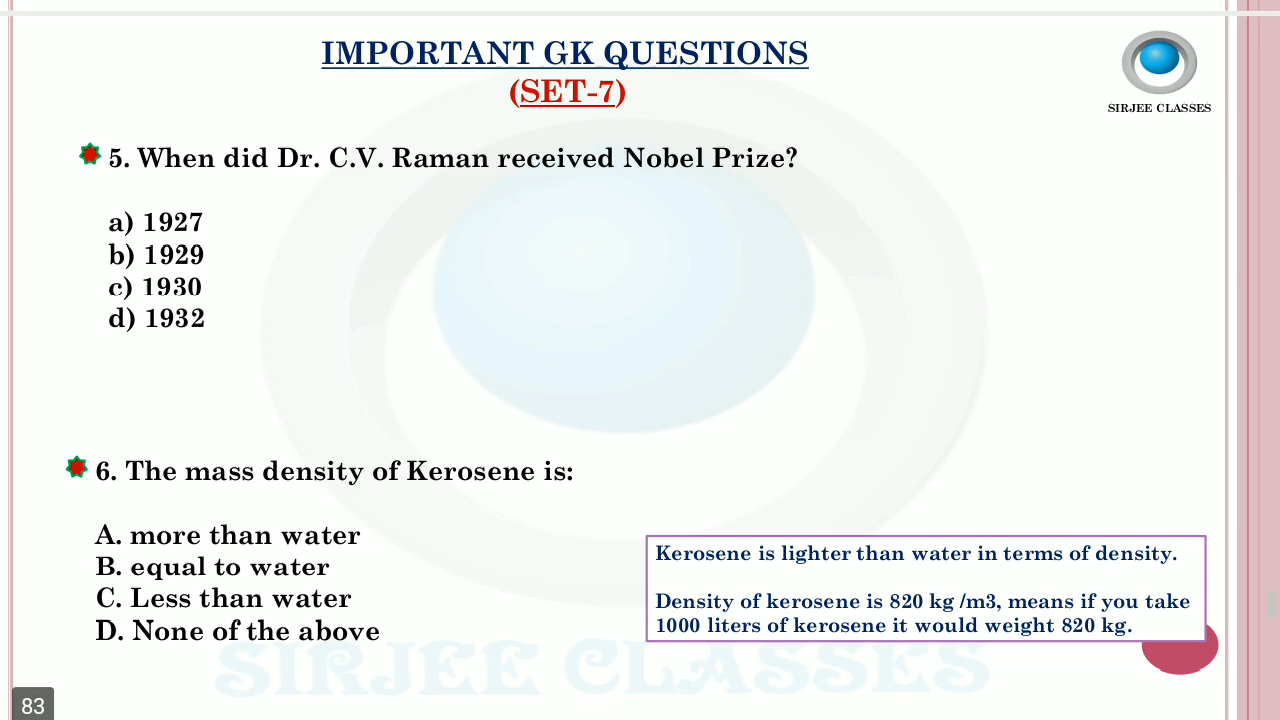 IMPORTANT GK QUESTIONS
(SET-7)
SIRJEE CLASSES
5. When did Dr. C.V. Raman received Nobel Prize?
a) 1927
b) 1929
c) 1930
d) 1932
6. The mass density of Kerosene is:
A. more than water
B. equal to water
C. Less than water
D. None of the above
Kerosene is lighter than water in terms of density.
Density of kerosene is 820 kg /m3, means if you take
1000 liters of kerosene it would weight 820 kg.
SIRJEE CLASSES
83